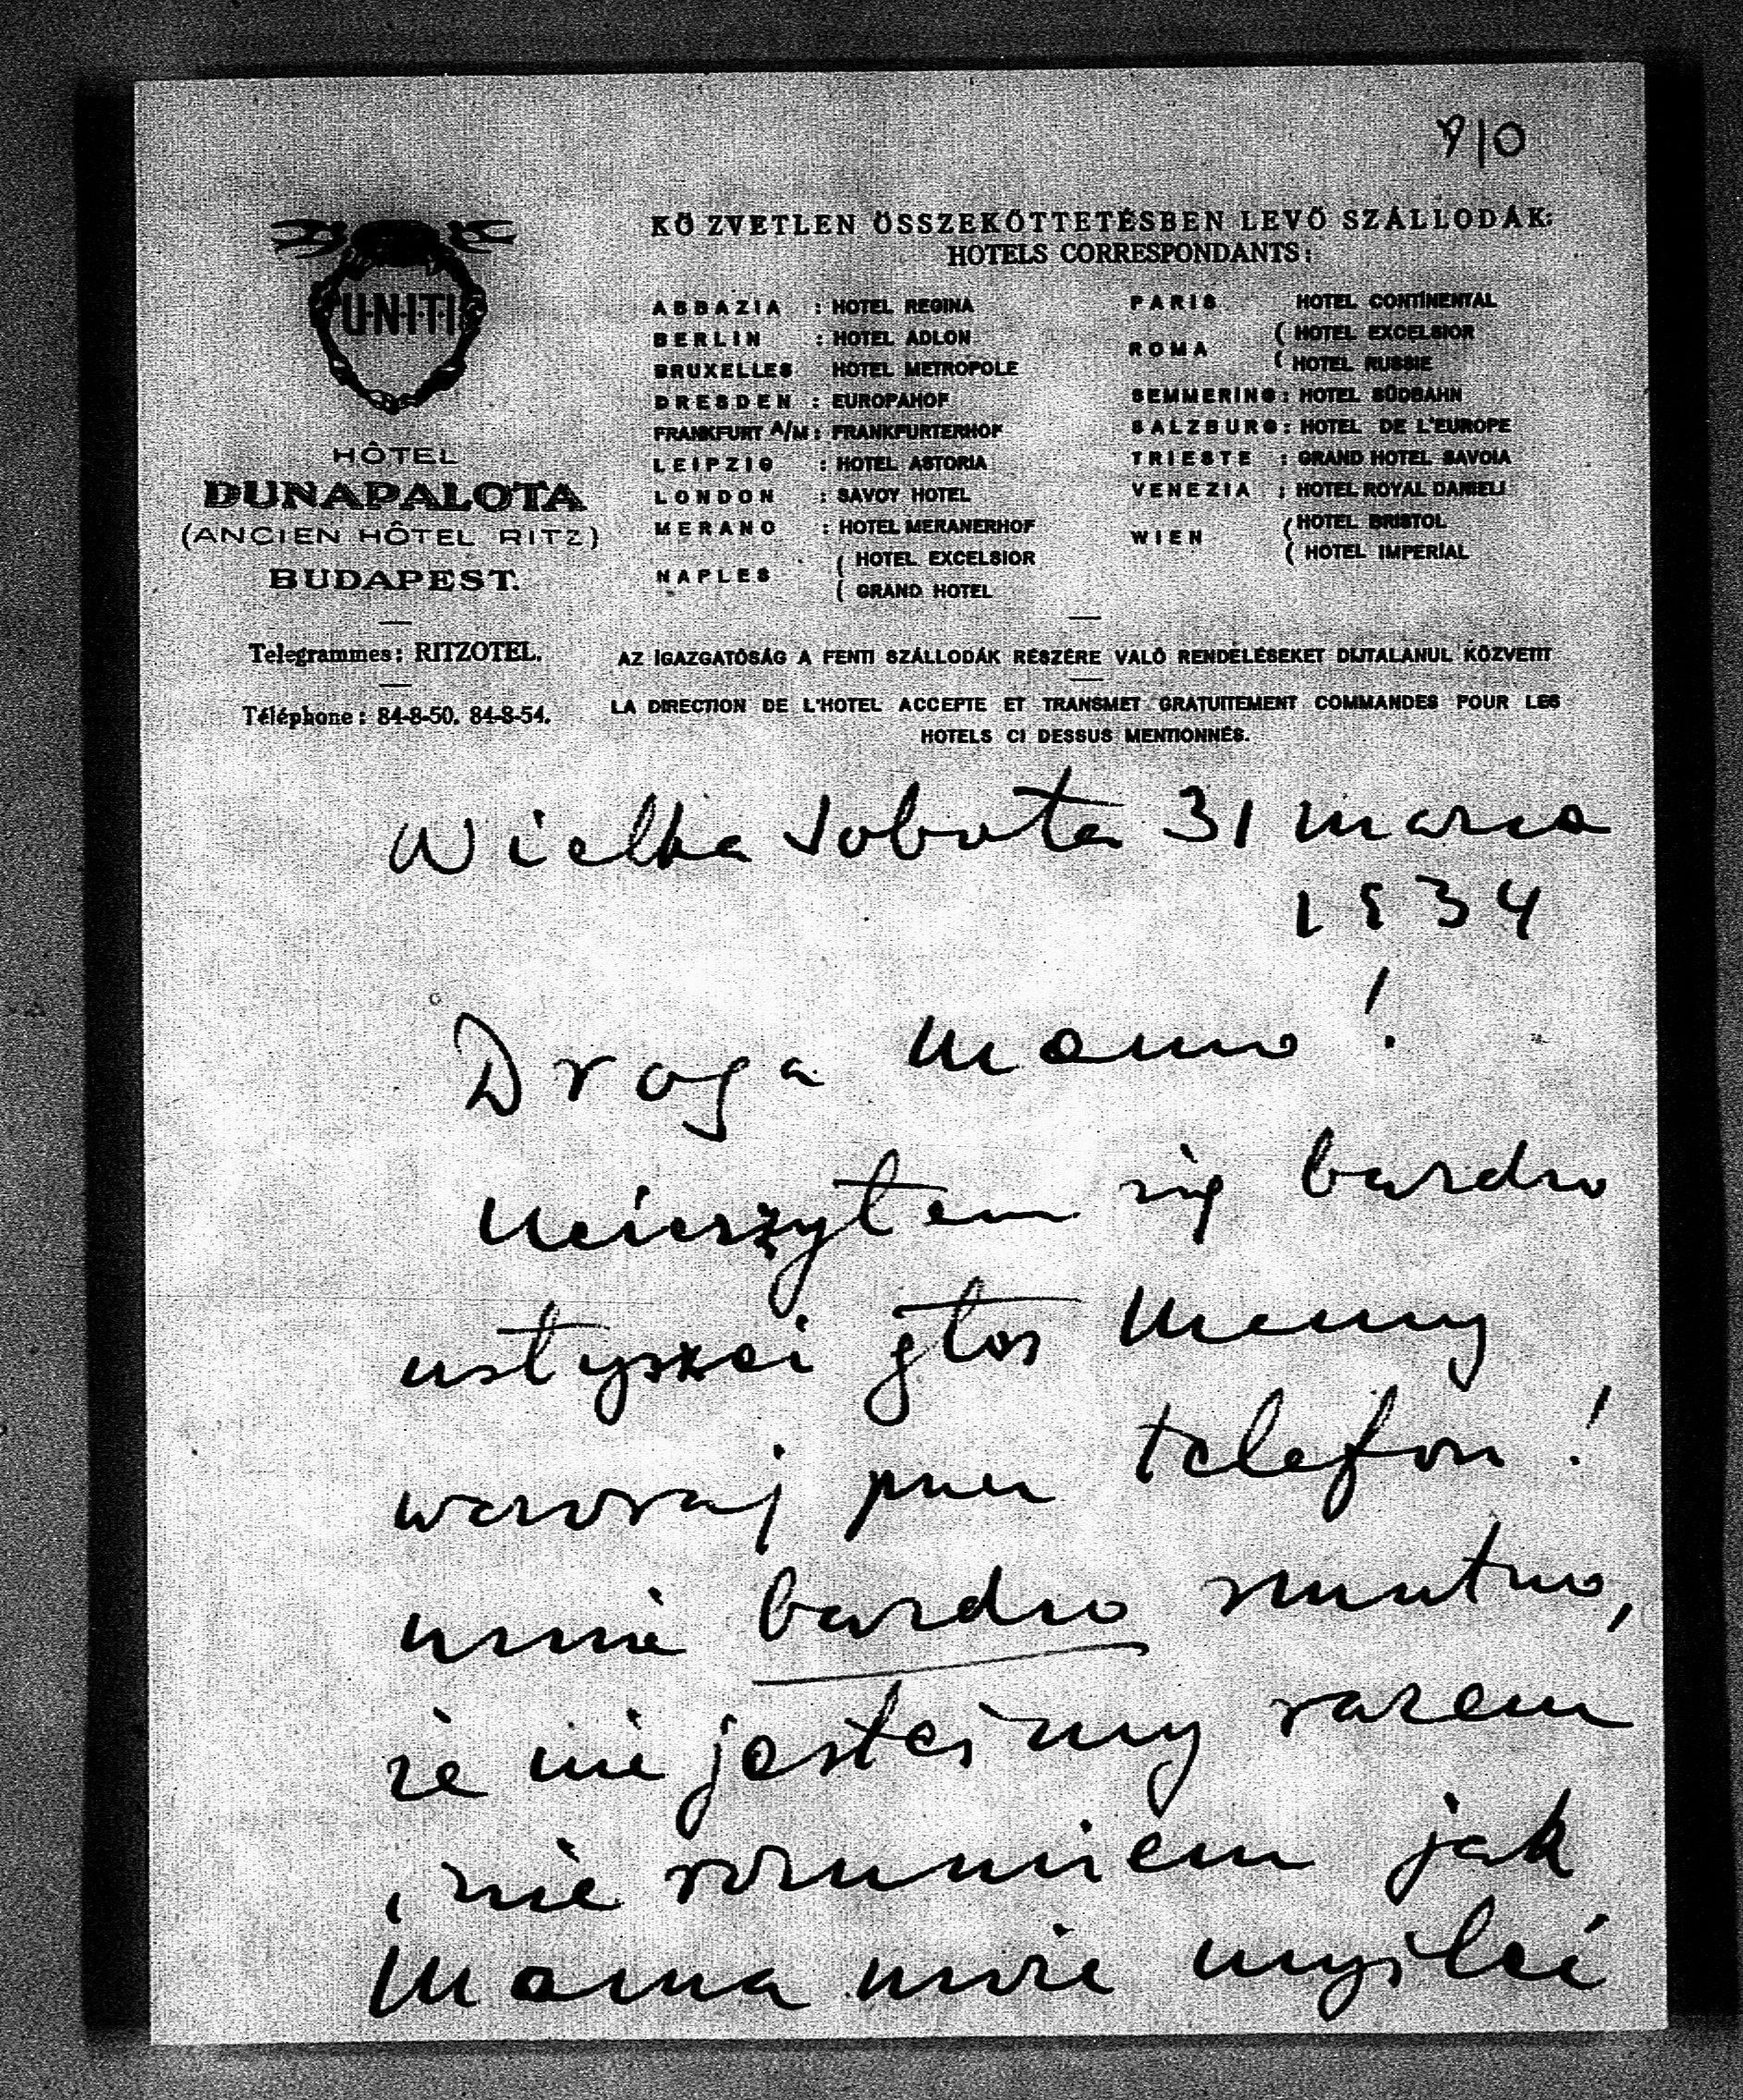 910
KÖZVETLEN ÖSSZEKÖTTETÉSBEN LEVŐ SZÁLLODÁK:
HOTELS CORRESPONDANTS:
U·N·I·T·I
HÔTEL
DUNAPALOTA
(ANCIEN HÔTEL RITZ)
BUDAPEST.
Telegrammes: RITZOTEL.
Téléphone: 84-8-50. 84-8-54.
ABBAZIA : HOTEL REGINA
BERLIN : HOTEL ADLON
BRUXELLES HOTEL METROPOLE
DRESDEN : EUROPAHOF
FRANKFURT A/M : FRANKFURTERHOF
LEIPZIG : HOTEL ASTORIA
LONDON : SAVOY HOTEL
MERANO : HOTEL MERANERHOF
NAPLES ( HOTEL EXCELSIOR
( GRAND HOTEL
PARIS HOTEL CONTINENTAL
ROMA ( HOTEL EXCELSIOR
( HOTEL RUSSIE
SEMMERING : HOTEL SÜDBAHN
SALZBURG : HOTEL DE L'EUROPE
TRIESTE : GRAND HOTEL SAVOIA
VENEZIA : HOTEL ROYAL DANIELI
WIEN ( HOTEL BRISTOL
( HOTEL IMPERIAL
AZ IGAZGATÓSÁG A FENTI SZÁLLODÁK RÉSZÉRE VALÓ RENDELÉSEKET DIJTALANUL KÖZVETIT
LA DIRECTION DE L'HOTEL ACCEPTE ET TRANSMET GRATUITEMENT COMMANDES POUR LES
HOTELS CI DESSUS MENTIONNÉS.
Wielka Sobota 31 marca
1934
Droga Mamo!
Ucieszyłem się bardzo
usłyszeć głos Mamy
wczoraj przez telefon!
mnie bardzo smutno,
że nie jesteśmy razem
i nie rozumiem jak
Mama może myśleć